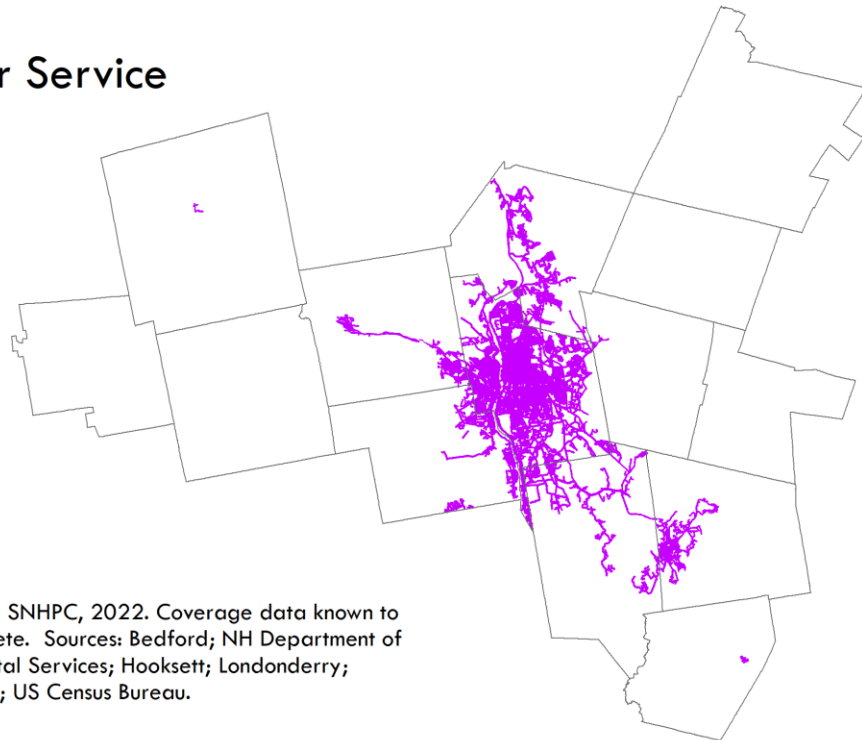 r Service
SNHPC, 2022. Coverage data known to
ete. Sources: Bedford; NH Department of
tal Services; Hooksett; Londonderry;
; US Census Bureau.